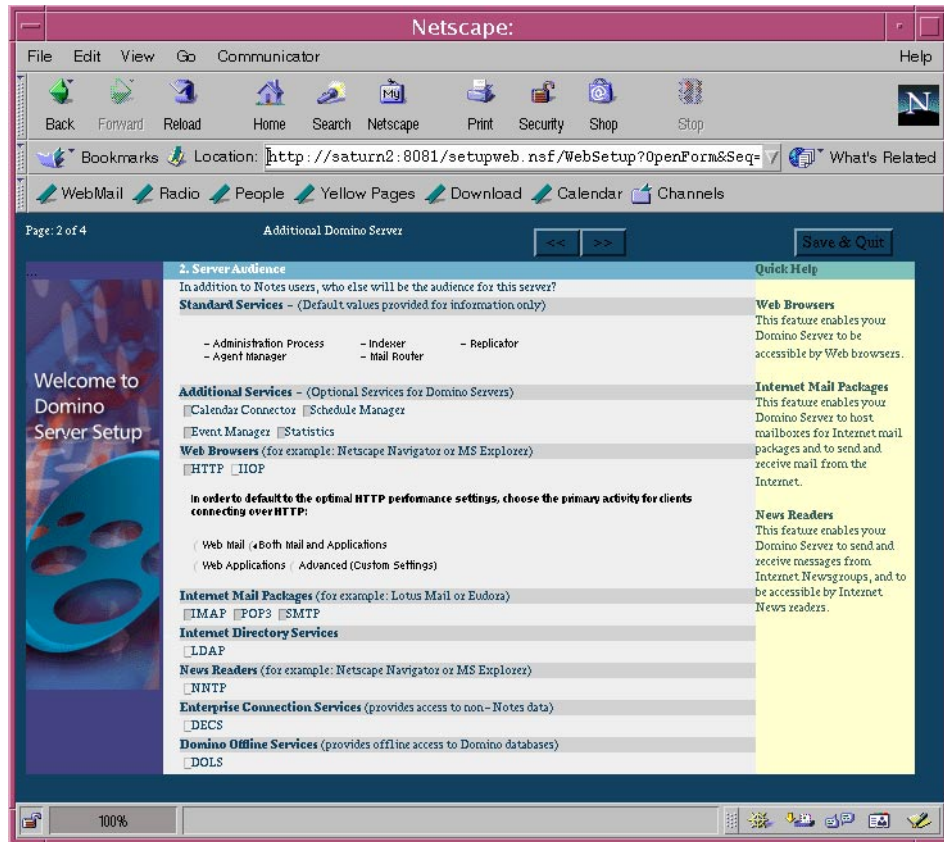 Netscape:
File Edit View Go Communicator Help
Back Forward Reload Home Search Netscape Print Security Shop Stop
My
N
Bookmarks Location: http://saturn2:8081/setupweb.nsf/WebSetup?OpenForm&Seq= What's Related
WebMail Radio People Yellow Pages Download Calendar Channels
Page: 2 of 4 Additional Domino Server << >> Save & Quit
...
Welcome to
Domino
Server Setup
2. Server Audience
In addition to Notes users, who else will be the audience for this server?
Standard Services – (Default values provided for information only)
– Administration Process – Indexer – Replicator
– Agent Manager – Mail Router
Additional Services – (Optional Services for Domino Servers)
Calendar Connector Schedule Manager
Event Manager Statistics
Web Browsers (for example: Netscape Navigator or MS Explorer)
HTTP IIOP
In order to default to the optimal HTTP performance settings, choose the primary activity for clients
connecting over HTTP:
Web Mail Both Mail and Applications
Web Applications Advanced (Custom Settings)
Internet Mail Packages (for example: Lotus Mail or Eudora)
IMAP POP3 SMTP
Internet Directory Services
LDAP
News Readers (for example: Netscape Navigator or MS Explorer)
NNTP
Enterprise Connection Services (provides access to non–Notes data)
DECS
Domino Offline Services (provides offline access to Domino databases)
DOLS
Quick Help
Web Browsers
This feature enables your
Domino Server to be
accessible by Web browsers.
Internet Mail Packages
This feature enables your
Domino Server to host
mailboxes for Internet mail
packages and to send and
receive mail from the
Internet.
News Readers
This feature enables your
Domino Server to send and
receive messages from
Internet Newsgroups, and to
be accessible by Internet
News readers.
100%